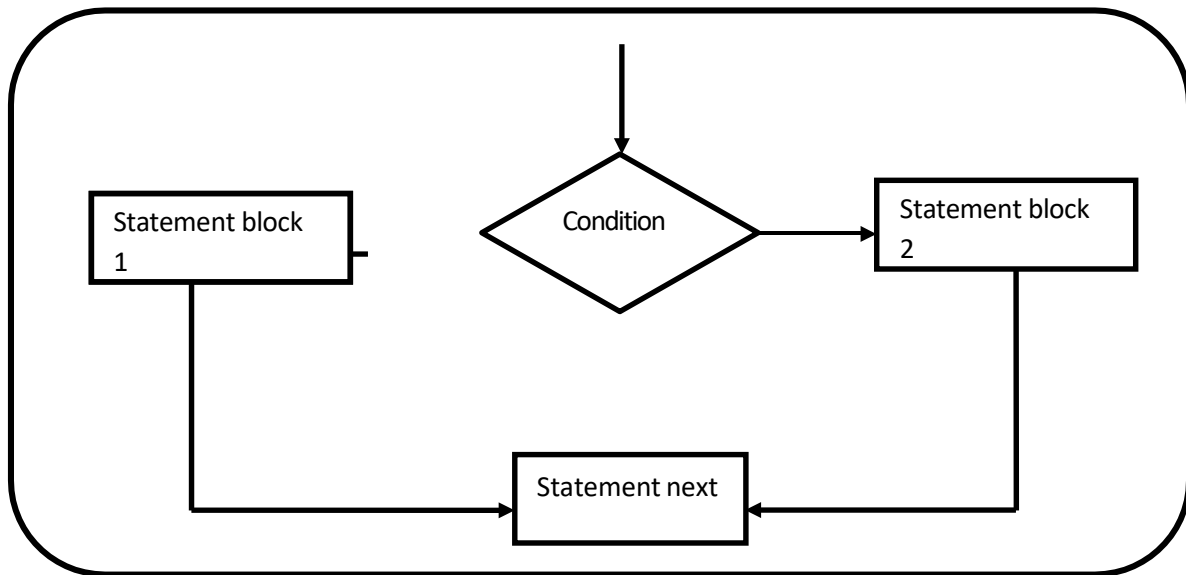 Statement block
1
Condition
Statement block
2
Statement next